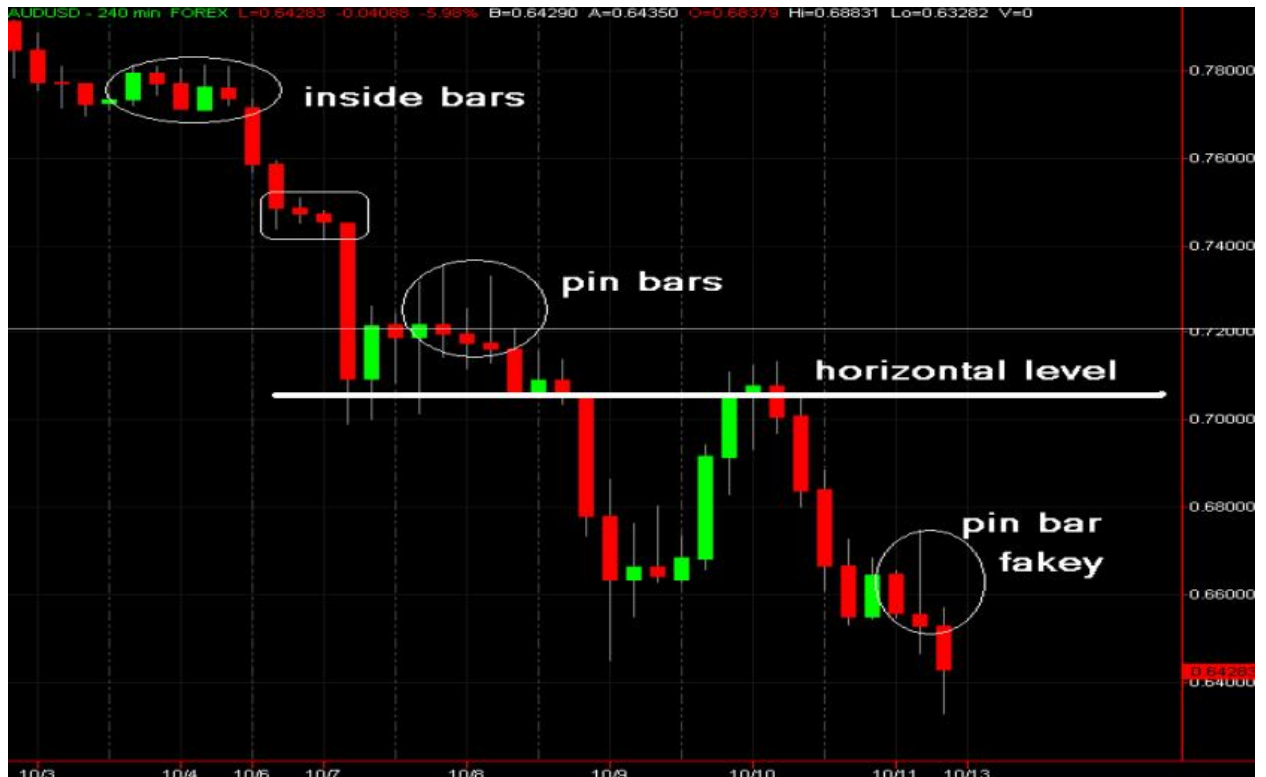 AUDUSD - 240 min FOREX L=0.64283 -0.04088 -5.98% B=0.64290 A=0.64350 O=0.68379 Hi=0.68831 Lo=0.63282 V=0
0.78000
inside bars
0.76000
0.74000
pin bars
0.72000
horizontal level
0.70000
0.68000
pin bar
fakey
0.66000
0.64283
0.64000
10/3 10/4 10/6 10/7 10/8 10/9 10/10 10/11 10/13